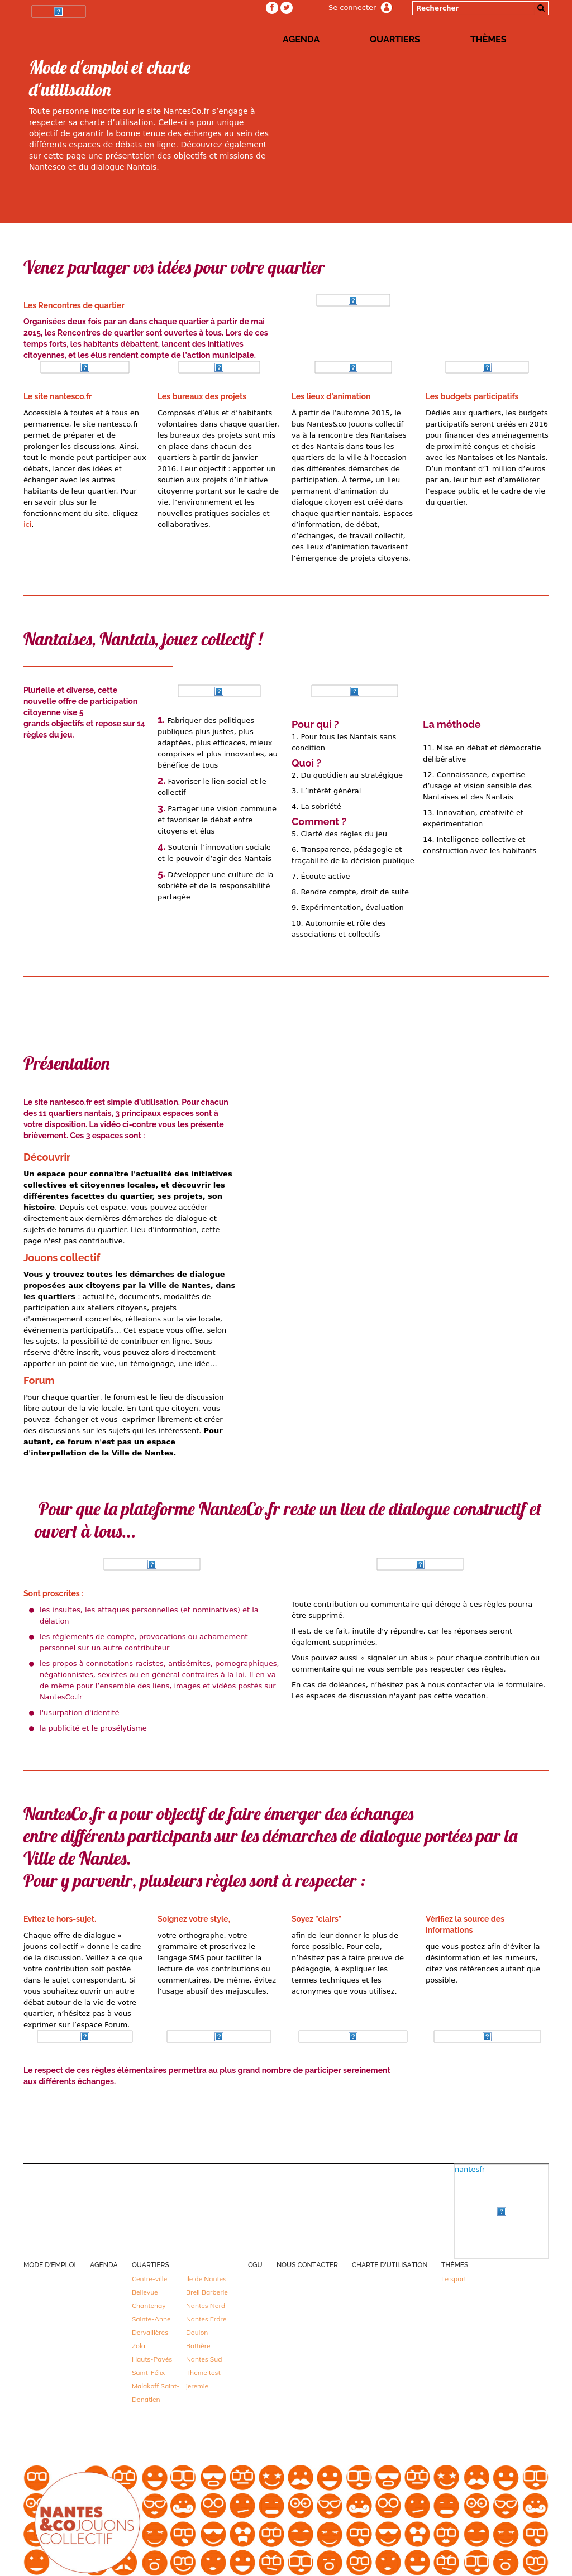 Se connecter
Rechercher
AGENDA
QUARTIERS
THÈMES
Mode d'emploi et charte
d'utilisation
Toute personne inscrite sur le site NantesCo.fr s’engage à
respecter sa charte d’utilisation. Celle-ci a pour unique
objectif de garantir la bonne tenue des échanges au sein des
différents espaces de débats en ligne. Découvrez également
sur cette page une présentation des objectifs et missions de
Nantesco et du dialogue Nantais.
Venez partager vos idées pour votre quartier
Les Rencontres de quartier
Organisées deux fois par an dans chaque quartier à partir de mai
2015, les Rencontres de quartier sont ouvertes à tous. Lors de ces
temps forts, les habitants débattent, lancent des initiatives
citoyennes, et les élus rendent compte de l'action municipale.
Le site nantesco.fr
Accessible à toutes et à tous en
permanence, le site nantesco.fr
permet de préparer et de
prolonger les discussions. Ainsi,
tout le monde peut participer aux
débats, lancer des idées et
échanger avec les autres
habitants de leur quartier. Pour
en savoir plus sur le
fonctionnement du site, cliquez
ici.
Les bureaux des projets
Composés d’élus et d’habitants
volontaires dans chaque quartier,
les bureaux des projets sont mis
en place dans chacun des
quartiers à partir de janvier
2016. Leur objectif : apporter un
soutien aux projets d’initiative
citoyenne portant sur le cadre de
vie, l’environnement et les
nouvelles pratiques sociales et
collaboratives.
Les lieux d'animation
À partir de l’automne 2015, le
bus Nantes&co Jouons collectif
va à la rencontre des Nantaises
et des Nantais dans tous les
quartiers de la ville à l’occasion
des différentes démarches de
participation. À terme, un lieu
permanent d’animation du
dialogue citoyen est créé dans
chaque quartier nantais. Espaces
d’information, de débat,
d’échanges, de travail collectif,
ces lieux d’animation favorisent
l’émergence de projets citoyens.
Les budgets participatifs
Dédiés aux quartiers, les budgets
participatifs seront créés en 2016
pour financer des aménagements
de proximité conçus et choisis
avec les Nantaises et les Nantais.
D’un montant d’1 million d’euros
par an, leur but est d’améliorer
l’espace public et le cadre de vie
du quartier.
Nantaises, Nantais, jouez collectif !
Plurielle et diverse, cette
nouvelle offre de participation
citoyenne vise 5
grands objectifs et repose sur 14
règles du jeu.
1. Fabriquer des politiques
publiques plus justes, plus
adaptées, plus efficaces, mieux
comprises et plus innovantes, au
bénéfice de tous
2. Favoriser le lien social et le
collectif
3. Partager une vision commune
et favoriser le débat entre
citoyens et élus
4. Soutenir l’innovation sociale
et le pouvoir d’agir des Nantais
5. Développer une culture de la
sobriété et de la responsabilité
partagée
Pour qui ?
1. Pour tous les Nantais sans
condition
Quoi ?
2. Du quotidien au stratégique
3. L’intérêt général
4. La sobriété
Comment ?
5. Clarté des règles du jeu
6. Transparence, pédagogie et
traçabilité de la décision publique
7. Écoute active
8. Rendre compte, droit de suite
9. Expérimentation, évaluation
10. Autonomie et rôle des
associations et collectifs
La méthode
11. Mise en débat et démocratie
délibérative
12. Connaissance, expertise
d’usage et vision sensible des
Nantaises et des Nantais
13. Innovation, créativité et
expérimentation
14. Intelligence collective et
construction avec les habitants
Présentation
Le site nantesco.fr est simple d'utilisation. Pour chacun
des 11 quartiers nantais, 3 principaux espaces sont à
votre disposition. La vidéo ci-contre vous les présente
brièvement. Ces 3 espaces sont :
Découvrir
Un espace pour connaître l'actualité des initiatives
collectives et citoyennes locales, et découvrir les
différentes facettes du quartier, ses projets, son
histoire. Depuis cet espace, vous pouvez accéder
directement aux dernières démarches de dialogue et
sujets de forums du quartier. Lieu d'information, cette
page n'est pas contributive.
Jouons collectif
Vous y trouvez toutes les démarches de dialogue
proposées aux citoyens par la Ville de Nantes, dans
les quartiers : actualité, documents, modalités de
participation aux ateliers citoyens, projets
d'aménagement concertés, réflexions sur la vie locale,
événements participatifs… Cet espace vous offre, selon
les sujets, la possibilité de contribuer en ligne. Sous
réserve d'être inscrit, vous pouvez alors directement
apporter un point de vue, un témoignage, une idée…
Forum
Pour chaque quartier, le forum est le lieu de discussion
libre autour de la vie locale. En tant que citoyen, vous
pouvez  échanger et vous  exprimer librement et créer
des discussions sur les sujets qui les intéressent. Pour
autant, ce forum n'est pas un espace
d'interpellation de la Ville de Nantes.
Pour que la plateforme NantesCo.fr reste un lieu de dialogue constructif et
ouvert à tous...
Sont proscrites :
les insultes, les attaques personnelles (et nominatives) et la
délation
les règlements de compte, provocations ou acharnement
personnel sur un autre contributeur
les propos à connotations racistes, antisémites, pornographiques,
négationnistes, sexistes ou en général contraires à la loi. Il en va
de même pour l’ensemble des liens, images et vidéos postés sur
NantesCo.fr
l'usurpation d'identité
la publicité et le prosélytisme
Toute contribution ou commentaire qui déroge à ces règles pourra
être supprimé.
Il est, de ce fait, inutile d’y répondre, car les réponses seront
également supprimées.
Vous pouvez aussi « signaler un abus » pour chaque contribution ou
commentaire qui ne vous semble pas respecter ces règles.
En cas de doléances, n’hésitez pas à nous contacter via le formulaire.
Les espaces de discussion n'ayant pas cette vocation.
NantesCo.fr a pour objectif de faire émerger des échanges
entre différents participants sur les démarches de dialogue portées par la
Ville de Nantes.
Pour y parvenir, plusieurs règles sont à respecter :
Evitez le hors-sujet.
Chaque offre de dialogue «
jouons collectif » donne le cadre
de la discussion. Veillez à ce que
votre contribution soit postée
dans le sujet correspondant. Si
vous souhaitez ouvrir un autre
débat autour de la vie de votre
quartier, n’hésitez pas à vous
exprimer sur l’espace Forum.
Soignez votre style,
votre orthographe, votre
grammaire et proscrivez le
langage SMS pour faciliter la
lecture de vos contributions ou
commentaires. De même, évitez
l’usage abusif des majuscules.
Soyez "clairs"
afin de leur donner le plus de
force possible. Pour cela,
n’hésitez pas à faire preuve de
pédagogie, à expliquer les
termes techniques et les
acronymes que vous utilisez.
Vérifiez la source des
informations
que vous postez afin d’éviter la
désinformation et les rumeurs,
citez vos références autant que
possible.
Le respect de ces règles élémentaires permettra au plus grand nombre de participer sereinement
aux différents échanges.
nantesfr
MODE D'EMPLOI
AGENDA
QUARTIERS
Centre-ville
Bellevue
Chantenay
Sainte-Anne
Dervallières
Zola
Hauts-Pavés
Saint-Félix
Malakoff Saint-
Donatien
Ile de Nantes
Breil Barberie
Nantes Nord
Nantes Erdre
Doulon
Bottière
Nantes Sud
Theme test
jeremie
CGU
NOUS CONTACTER
CHARTE D'UTILISATION
THÈMES
Le sport
NANTES
&COJOUONS
COLLECTIF